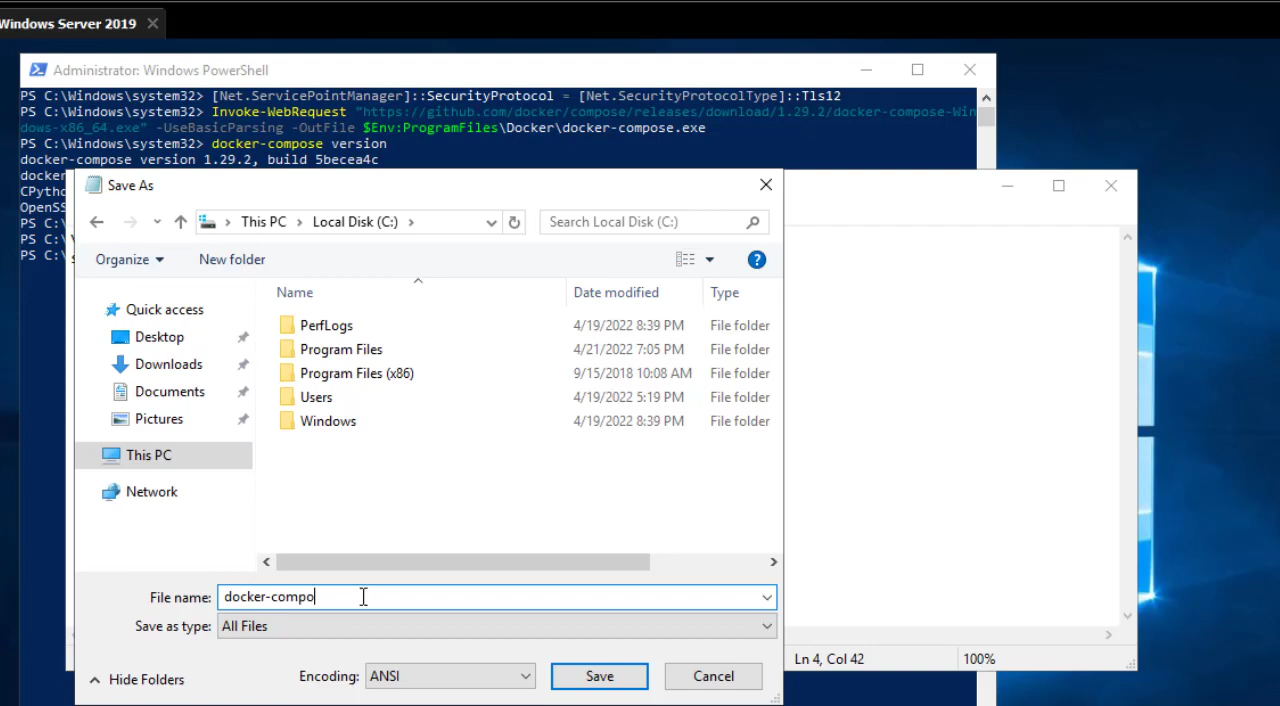 Windows Server 2019
Administrator: Windows PowerShell
PS C:\Windows\system32> [Net.ServicePointManager]::SecurityProtocol = [Net.SecurityProtocolType]::Tls12
PS C:\Windows\system32> Invoke-WebRequest "https://github.com/docker/compose/releases/download/1.29.2/docker-compose-Win
dows-x86_64.exe" -UseBasicParsing -OutFile $Env:ProgramFiles\Docker\docker-compose.exe
PS C:\Windows\system32> docker-compose version
docker-compose version 1.29.2, build 5becea4c
docker
CPytho
OpenSS
PS C:\
PS C:\
PS C:\
Save As
This PC > Local Disk (C:) >
Search Local Disk (C:)
Organize
New folder
Name Date modified Type
Quick access
Desktop
Downloads
Documents
Pictures
This PC
Network
PerfLogs 4/19/2022 8:39 PM File folder
Program Files 4/21/2022 7:05 PM File folder
Program Files (x86) 9/15/2018 10:08 AM File folder
Users 4/19/2022 5:19 PM File folder
Windows 4/19/2022 8:39 PM File folder
File name: docker-compo
Save as type: All Files
Hide Folders
Encoding: ANSI
Save
Cancel
Ln 4, Col 42
100%